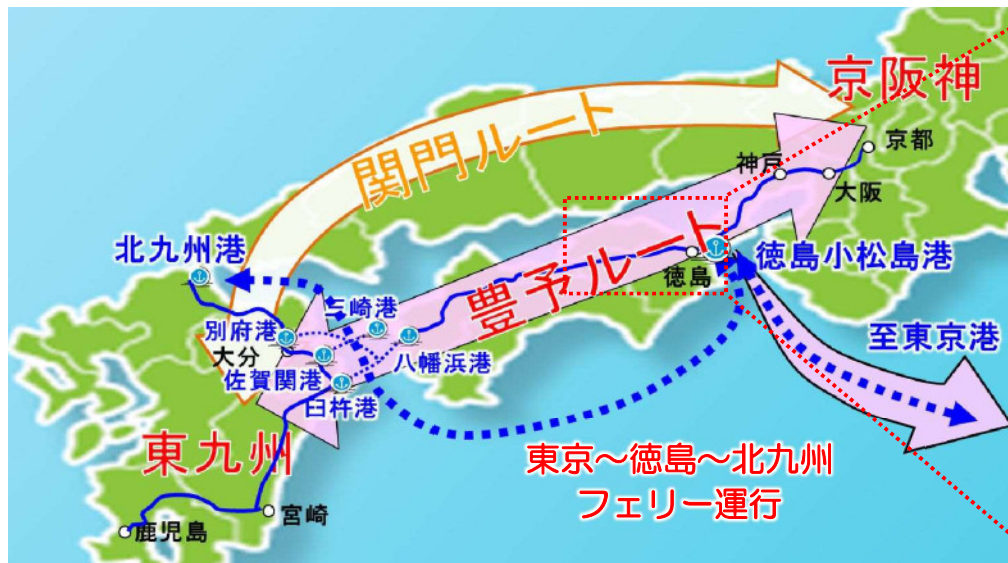 京阪神
関門ルート
京都
神戸
大阪
北九州港
豊予ルート
徳島
徳島小松島港
三崎港
別府港
大分
八幡浜港
佐賀関港
臼杵港
至東京港
東九州
東京～徳島～北九州
フェリー運行
宮崎
鹿児島